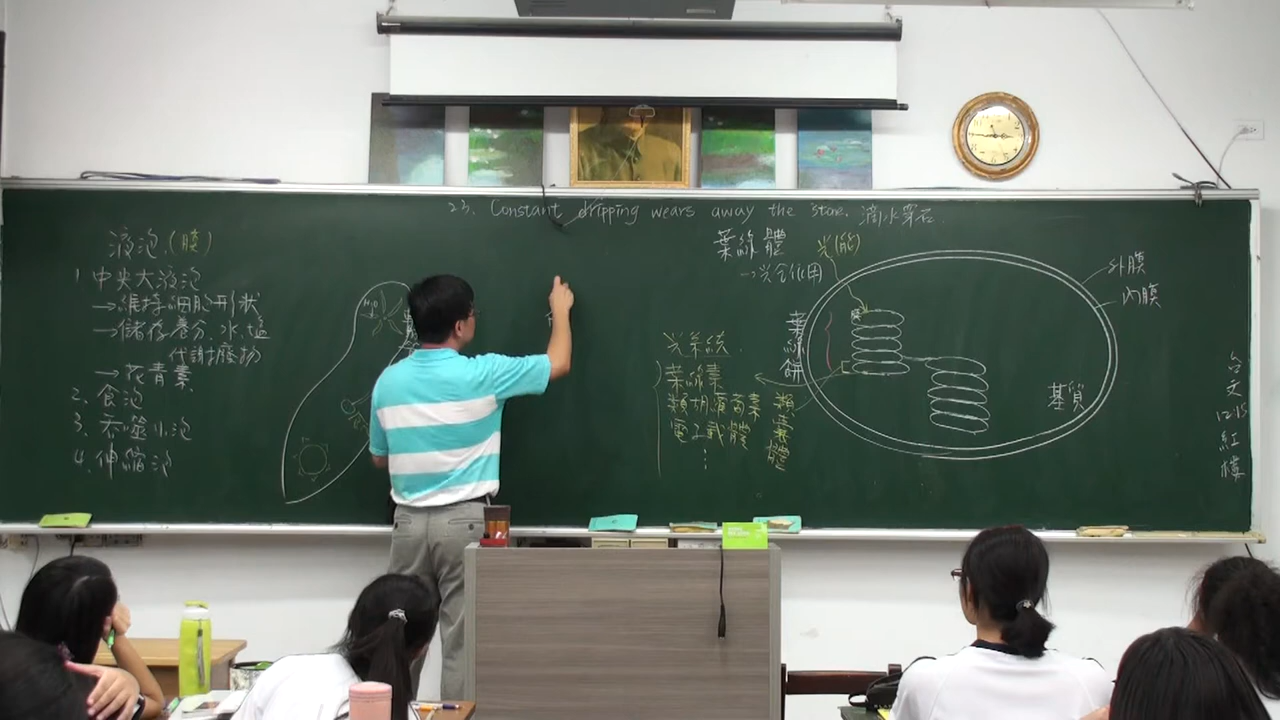 23. Constant dripping wears away the stone. 滴水穿石.
液泡(膜)
1. 中央大液泡
→維持細胞形狀
→儲存養分、水、鹽
代謝廢物
→花青素
2. 食泡
3. 吞噬小泡
4. 伸縮泡
H₂O
葉綠體
→光合作用
光(能)
外膜
內膜
葉綠餅
基質
光系統
葉綠素
類胡蘿蔔素
電子載體
類囊體
台文
12:15
紅樓